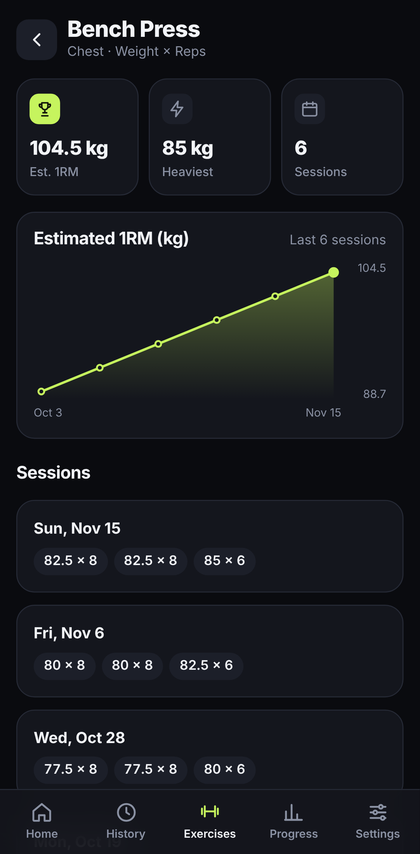 Bench Press
Chest · Weight × Reps
104.5 kg
Est. 1RM
85 kg
Heaviest
6
Sessions
Estimated 1RM (kg)
Last 6 sessions
104.5
88.7
Oct 3
Nov 15
Sessions
Sun, Nov 15
82.5 × 8
82.5 × 8
85 × 6
Fri, Nov 6
80 × 8
80 × 8
82.5 × 6
Wed, Oct 28
77.5 × 8
77.5 × 8
80 × 6
Home
History
Exercises
Progress
Settings